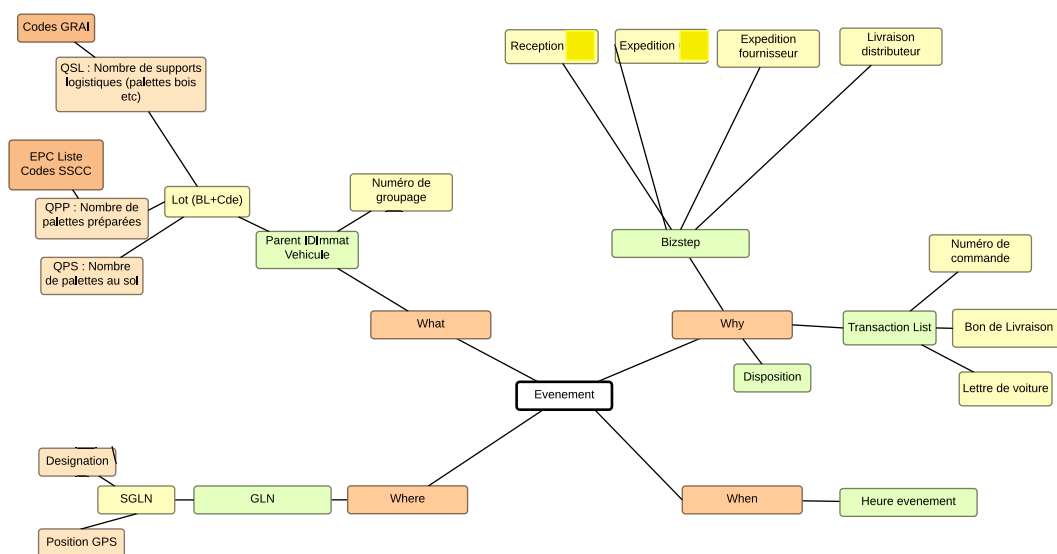 Codes GRAI
QSL : Nombre de supports
logistiques (palettes bois
etc)
EPC Liste
Codes SSCC
QPP : Nombre de
palettes préparées
QPS : Nombre
de palettes au sol
Lot (BL+Cde)
Numéro de
groupage
Parent IDImmat
Vehicule
What
Reception
Expedition
Expedition
fournisseur
Livraison
distributeur
Bizstep
Numéro de
commande
Why
Transaction List
Bon de Livraison
Disposition
Lettre de voiture
Evenement
Designation
SGLN
GLN
Where
Position GPS
When
Heure evenement